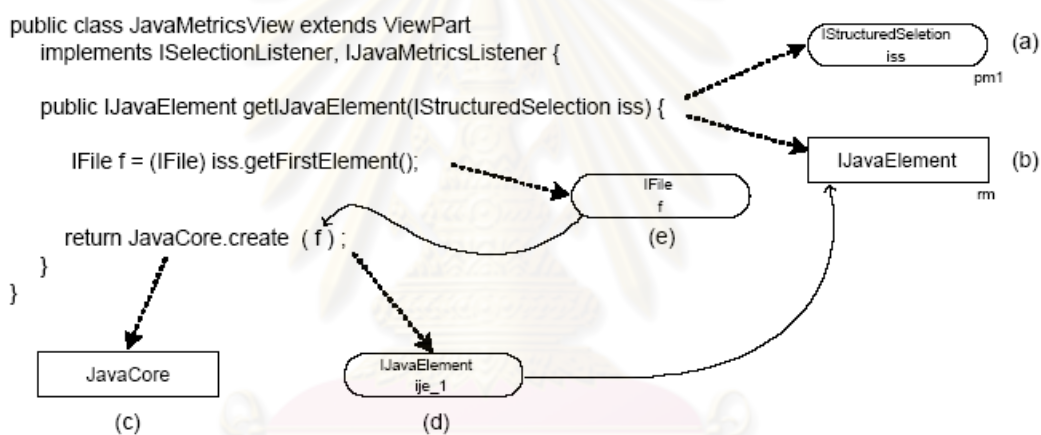 public class JavaMetricsView extends ViewPart
implements ISelectionListener, IJavaMetricsListener {
IStructuredSeletion
iss
(a)
pm1
public IJavaElement getIJavaElement(IStructuredSelection iss) {
IJavaElement
(b)
rm
IFile f = (IFile) iss.getFirstElement();
IFile
f
(e)
return JavaCore.create ( f ) ;
}
}
JavaCore
(c)
IJavaElement
ije_1
(d)